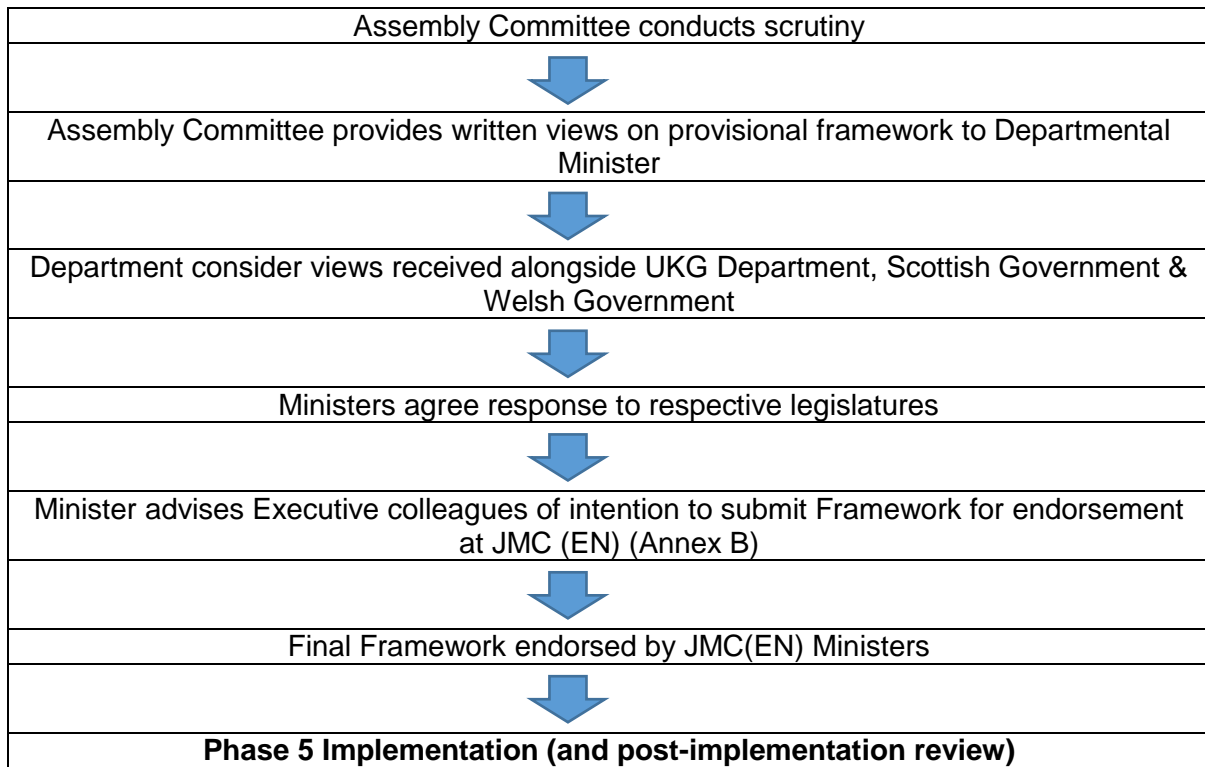 Assembly Committee conducts scrutiny
Assembly Committee provides written views on provisional framework to Departmental
Minister
Department consider views received alongside UKG Department, Scottish Government &
Welsh Government
Ministers agree response to respective legislatures
Minister advises Executive colleagues of intention to submit Framework for endorsement
at JMC (EN) (Annex B)
Final Framework endorsed by JMC(EN) Ministers
Phase 5 Implementation (and post-implementation review)